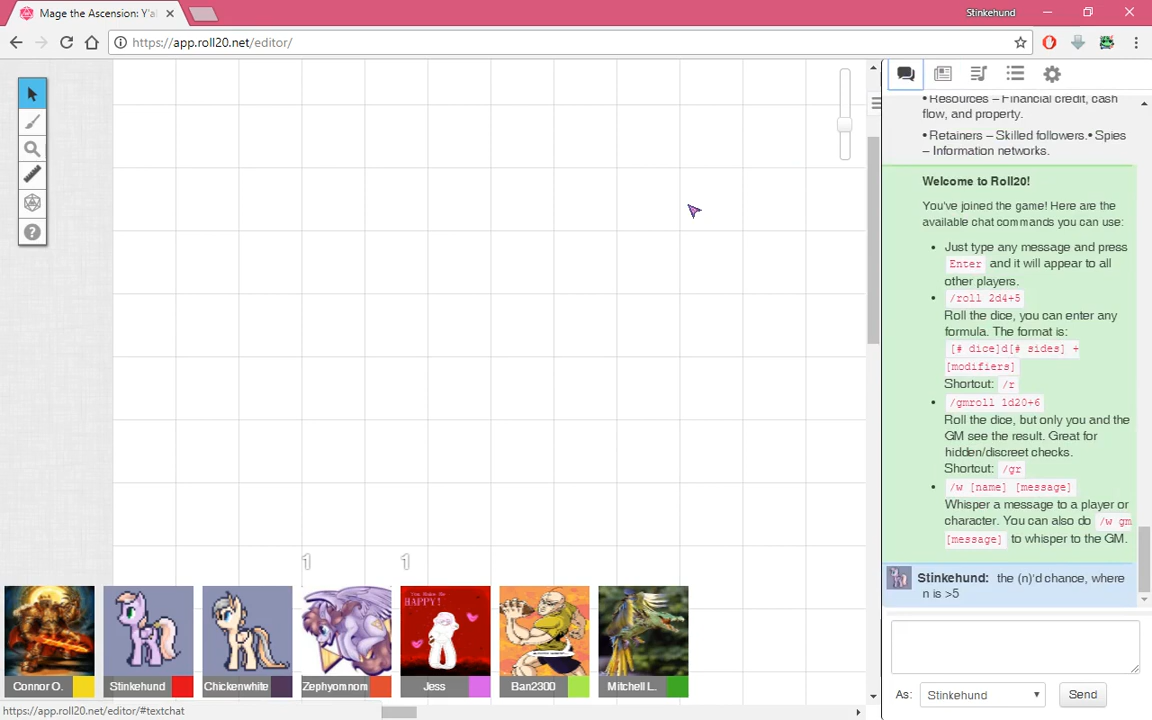 Mage the Ascension: Y'al
Stinkehund
https://app.roll20.net/editor/
• Resources – Financial credit, cash
flow, and property.
• Retainers – Skilled followers.• Spies
– Information networks.
Welcome to Roll20!
You've joined the game! Here are the
available chat commands you can use:
• Just type any message and press
Enter and it will appear to all
other players.
• /roll 2d4+5
Roll the dice, you can enter any
formula. The format is:
[# dice]d[# sides] +
[modifiers]
Shortcut: /r
• /gmroll 1d20+6
Roll the dice, but only you and the
GM see the result. Great for
hidden/discreet checks.
Shortcut: /gr
• /w [name] [message]
Whisper a message to a player or
character. You can also do /w gm
[message] to whisper to the GM.
Stinkehund: the (n)'d chance, where
n is >5
1 1
YOU MAKE ME
HAPPY!
Connor O. Stinkehund Chickenwhite Zephyomnom Jess Ban2300 Mitchell L.
As: Stinkehund Send
https://app.roll20.net/editor/#textchat